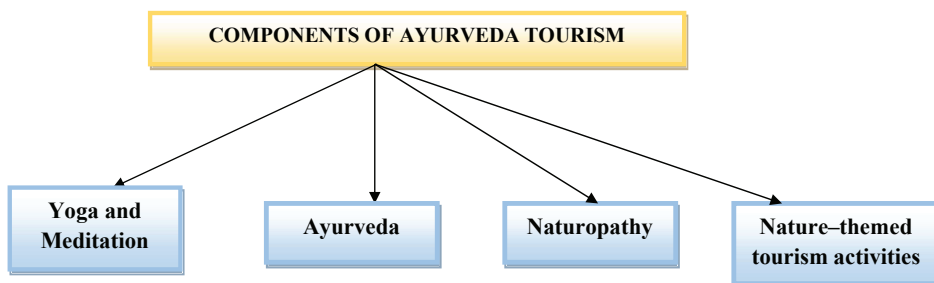 COMPONENTS OF AYURVEDA TOURISM
Yoga and
Meditation
Ayurveda
Naturopathy
Nature–themed
tourism activities